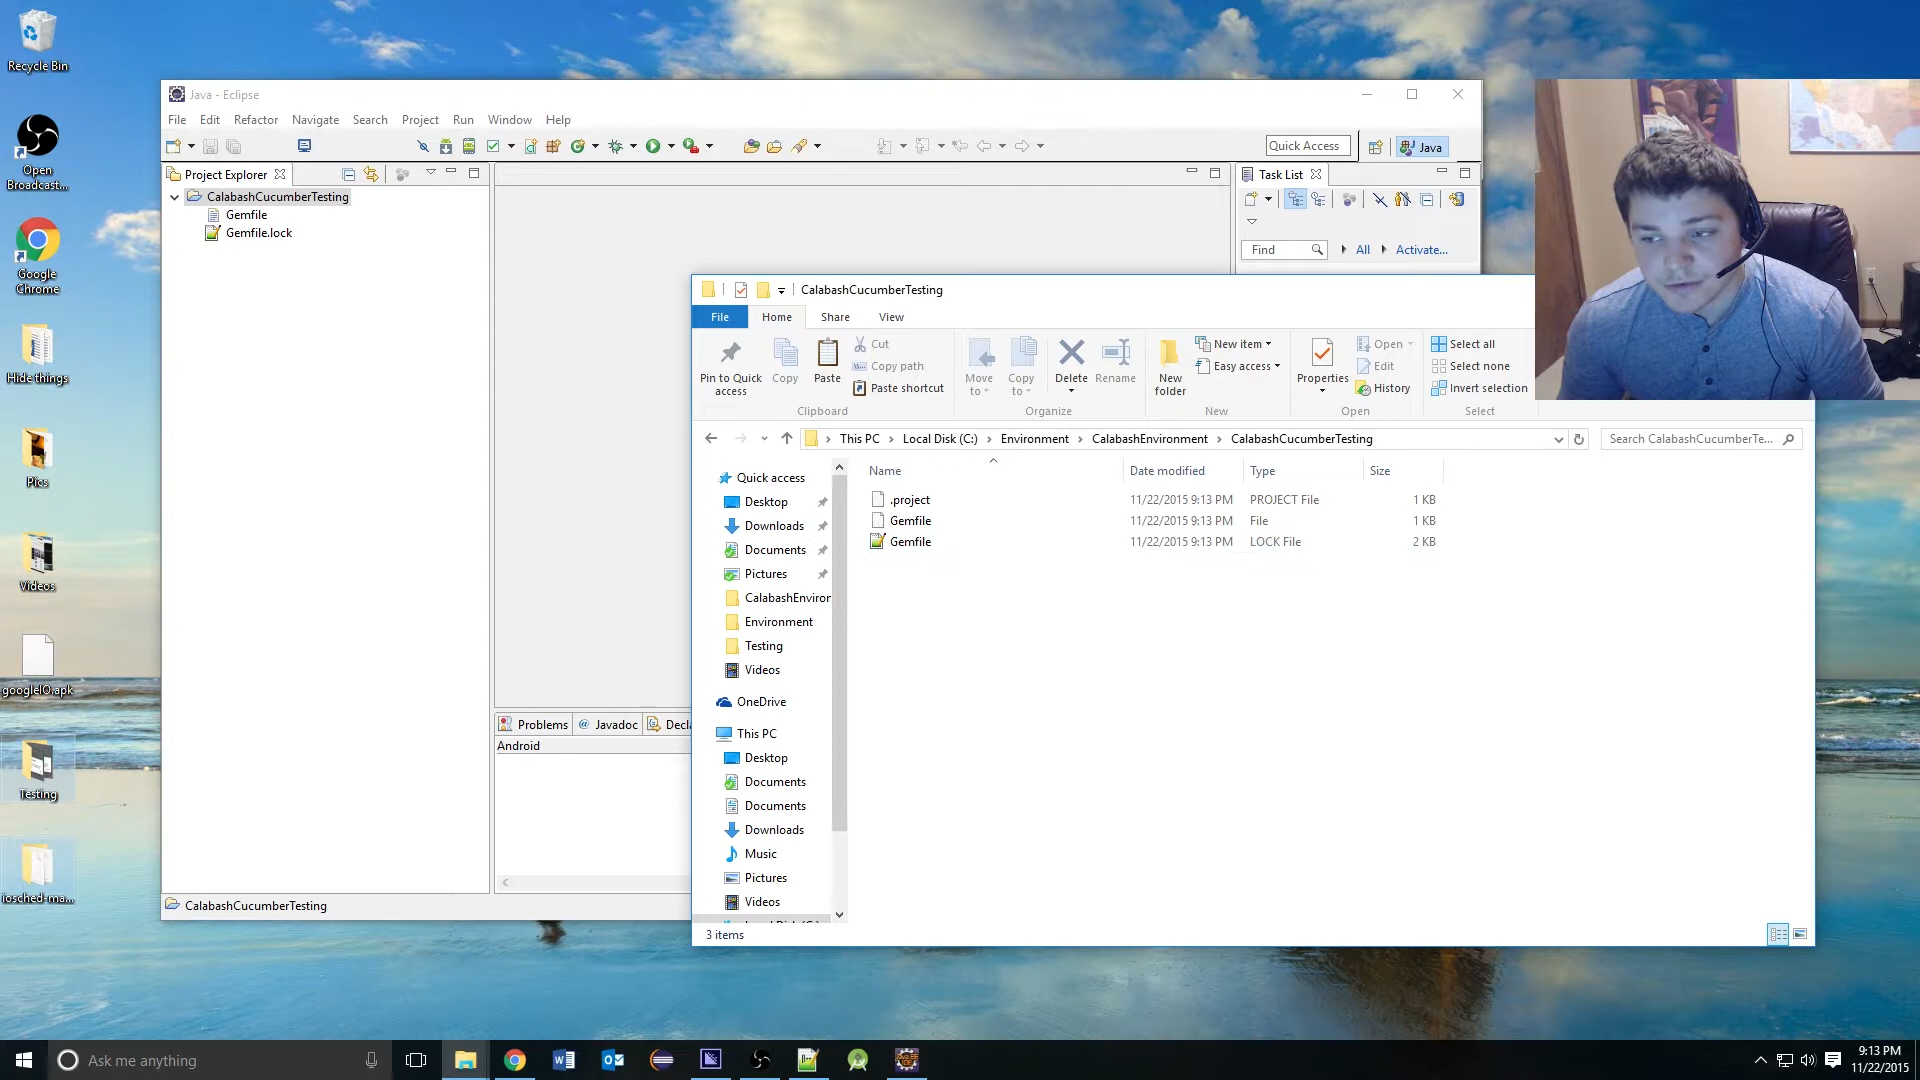 Recycle Bin
Open
Broadcast...
Google
Chrome
Hide things
Pics
Videos
googleIO.apk
Testing
iosched-ma...
Java - Eclipse
File Edit Refactor Navigate Search Project Run Window Help
Quick Access
Java
Project Explorer
CalabashCucumberTesting
Gemfile
Gemfile.lock
Task List
Find All Activate...
Problems @ Javadoc Decla
Android
CalabashCucumberTesting
CalabashCucumberTesting
File Home Share View
Pin to Quick
access
Copy
Paste
Cut
Copy path
Paste shortcut
Clipboard
Move
to
Copy
to
Delete
Rename
Organize
New
folder
New item
Easy access
New
Properties
Open
Edit
History
Open
Select all
Select none
Invert selection
Select
This PC Local Disk (C:) Environment CalabashEnvironment CalabashCucumberTesting
Search CalabashCucumberTe...
Name Date modified Type Size
.project 11/22/2015 9:13 PM PROJECT File 1 KB
Gemfile 11/22/2015 9:13 PM File 1 KB
Gemfile 11/22/2015 9:13 PM LOCK File 2 KB
Quick access
Desktop
Downloads
Documents
Pictures
CalabashEnviron
Environment
Testing
Videos
OneDrive
This PC
Desktop
Documents
Documents
Downloads
Music
Pictures
Videos
3 items
Ask me anything
9:13 PM
11/22/2015